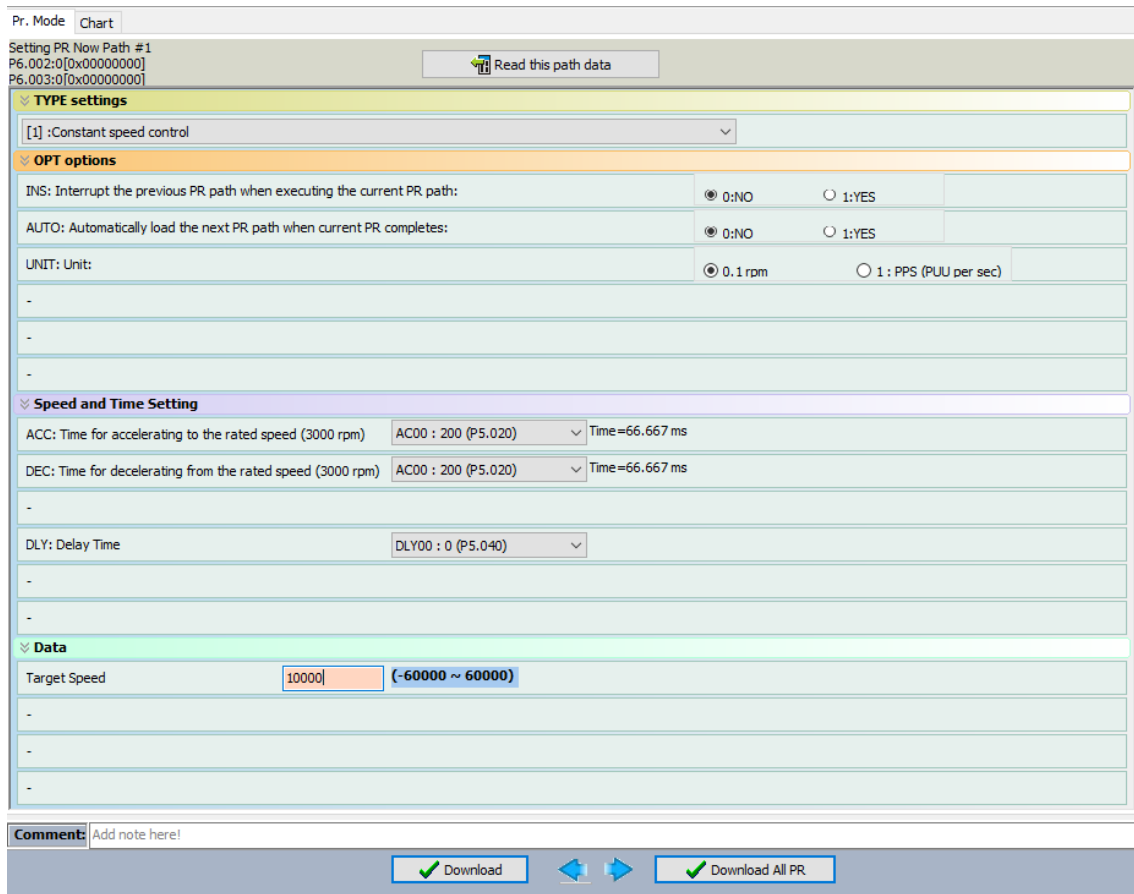 Pr. Mode Chart
Setting PR Now Path #1
P6.002:0[0x00000000]
P6.003:0[0x00000000]
Read this path data
TYPE settings
[1] :Constant speed control
OPT options
INS: Interrupt the previous PR path when executing the current PR path: 0:NO 1:YES
AUTO: Automatically load the next PR path when current PR completes: 0:NO 1:YES
UNIT: Unit: 0.1 rpm 1 : PPS (PUU per sec)
-
-
-
Speed and Time Setting
ACC: Time for accelerating to the rated speed (3000 rpm) AC00 : 200 (P5.020) Time=66.667 ms
DEC: Time for decelerating from the rated speed (3000 rpm) AC00 : 200 (P5.020) Time=66.667 ms
-
DLY: Delay Time DLY00 : 0 (P5.040)
-
-
Data
Target Speed 10000 (-60000 ~ 60000)
-
-
-
Comment: Add note here!
Download Download All PR